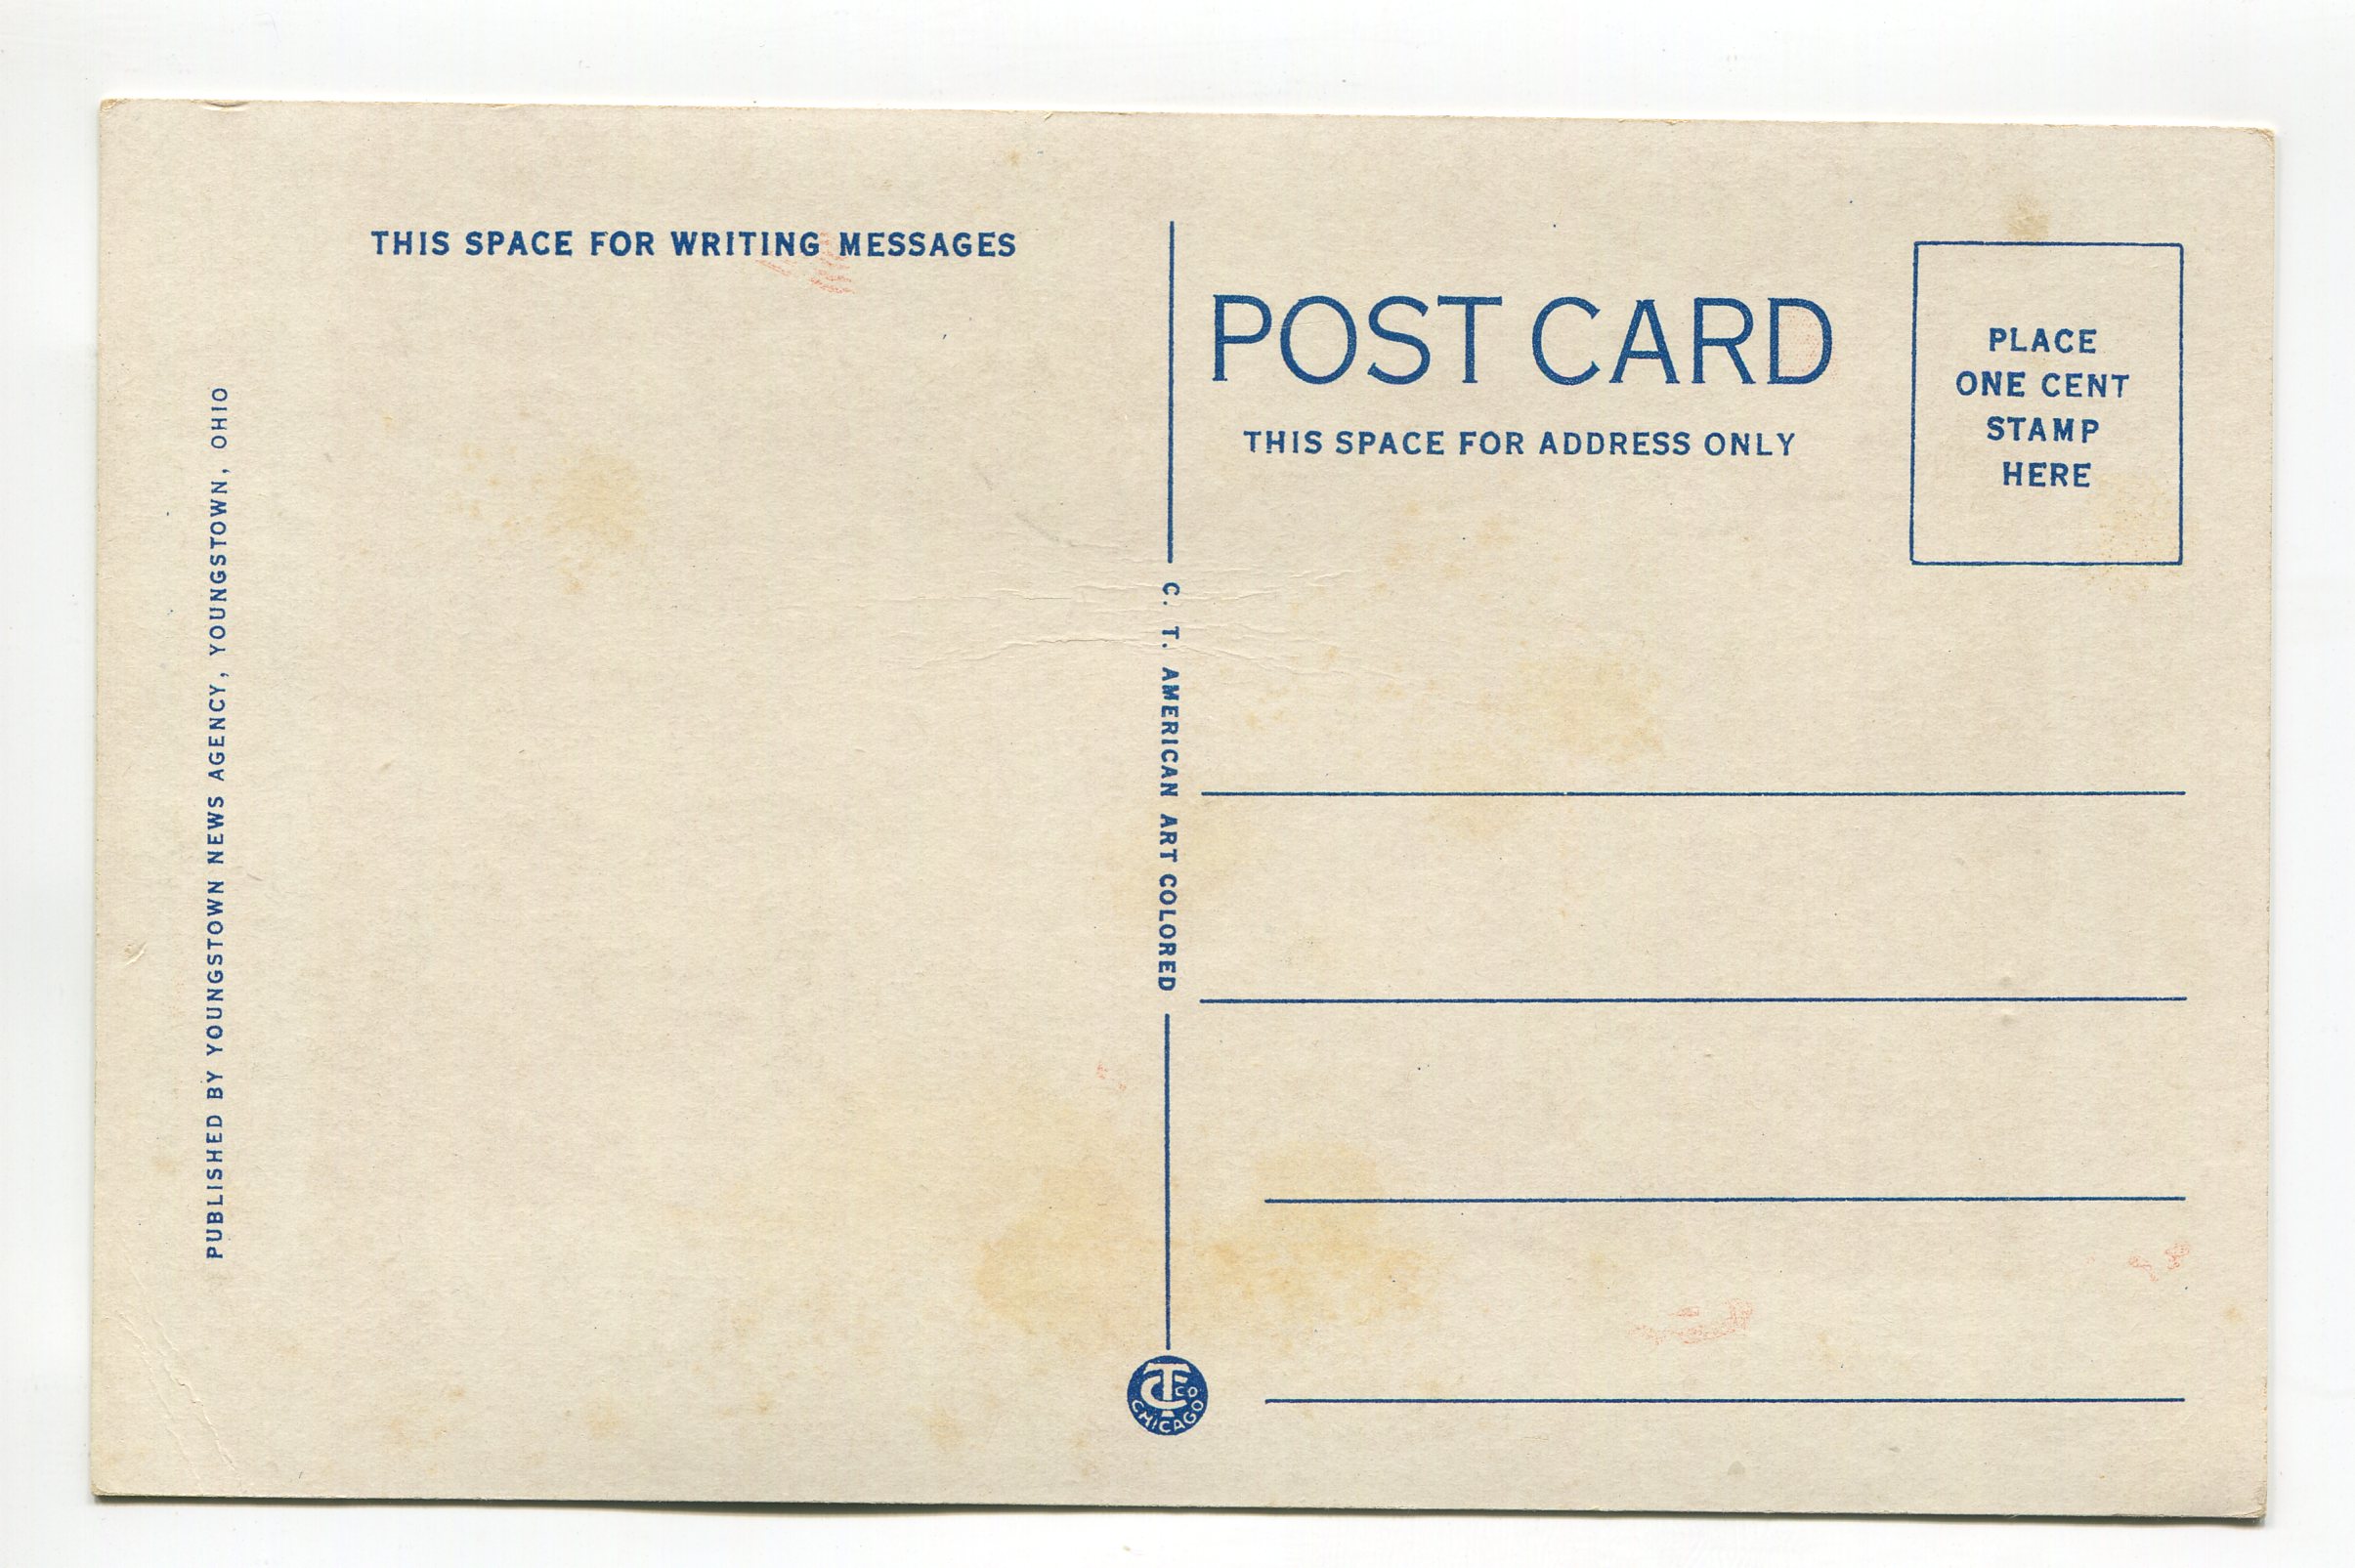 THIS SPACE FOR WRITING MESSAGES
PUBLISHED BY YOUNGSTOWN NEWS AGENCY, YOUNGSTOWN, OHIO
C. T. AMERICAN ART COLORED
CT CO
CHICAGO
POST CARD
THIS SPACE FOR ADDRESS ONLY
PLACE
ONE CENT
STAMP
HERE